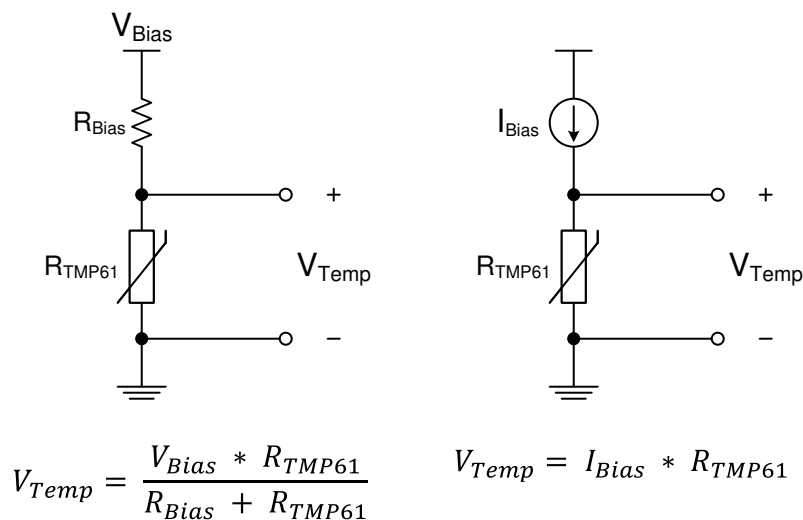 V_Bias
R_Bias
+
R_TMP61
V_Temp
−
I_Bias
+
R_TMP61
V_Temp
−
V_Temp = (V_Bias * R_TMP61) / (R_Bias + R_TMP61)
V_Temp = I_Bias * R_TMP61